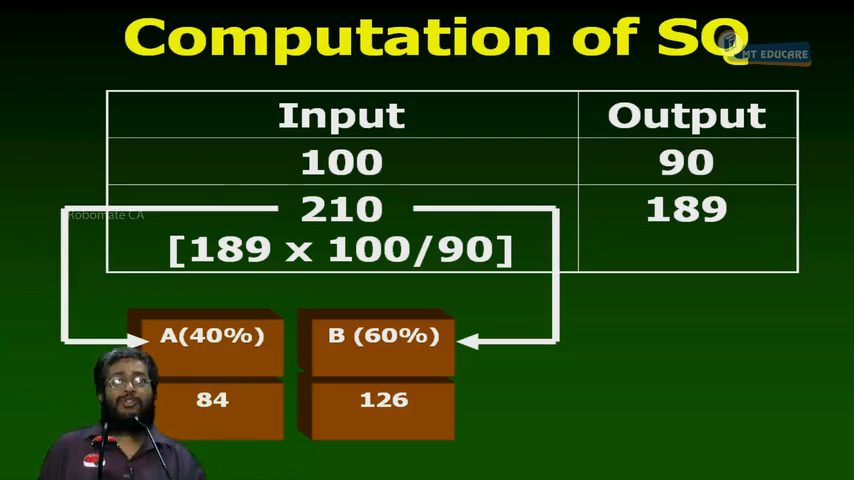 Computation of SQ
MT EDUCARE
Input Output
100 90
210 189
[189 x 100/90]
Robomate CA
A(40%) B (60%)
84 126